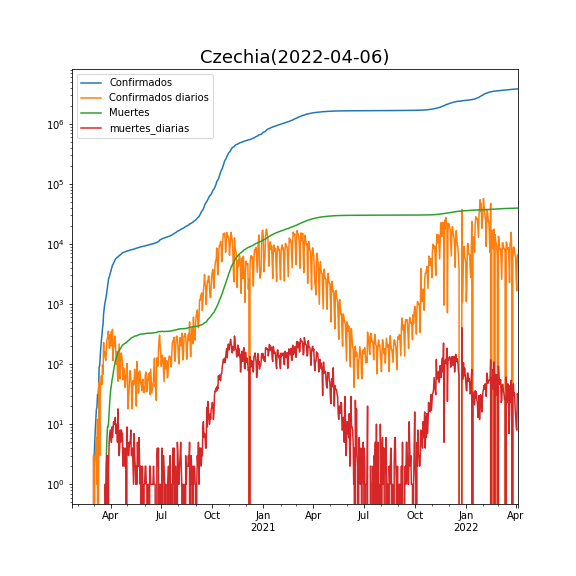 Czechia(2022-04-06)
Confirmados
Confirmados diarios
Muertes
muertes_diarias
10^6
10^5
10^4
10^3
10^2
10^1
10^0
Apr Jul Oct Jan Apr Jul Oct Jan Apr
2021 2022